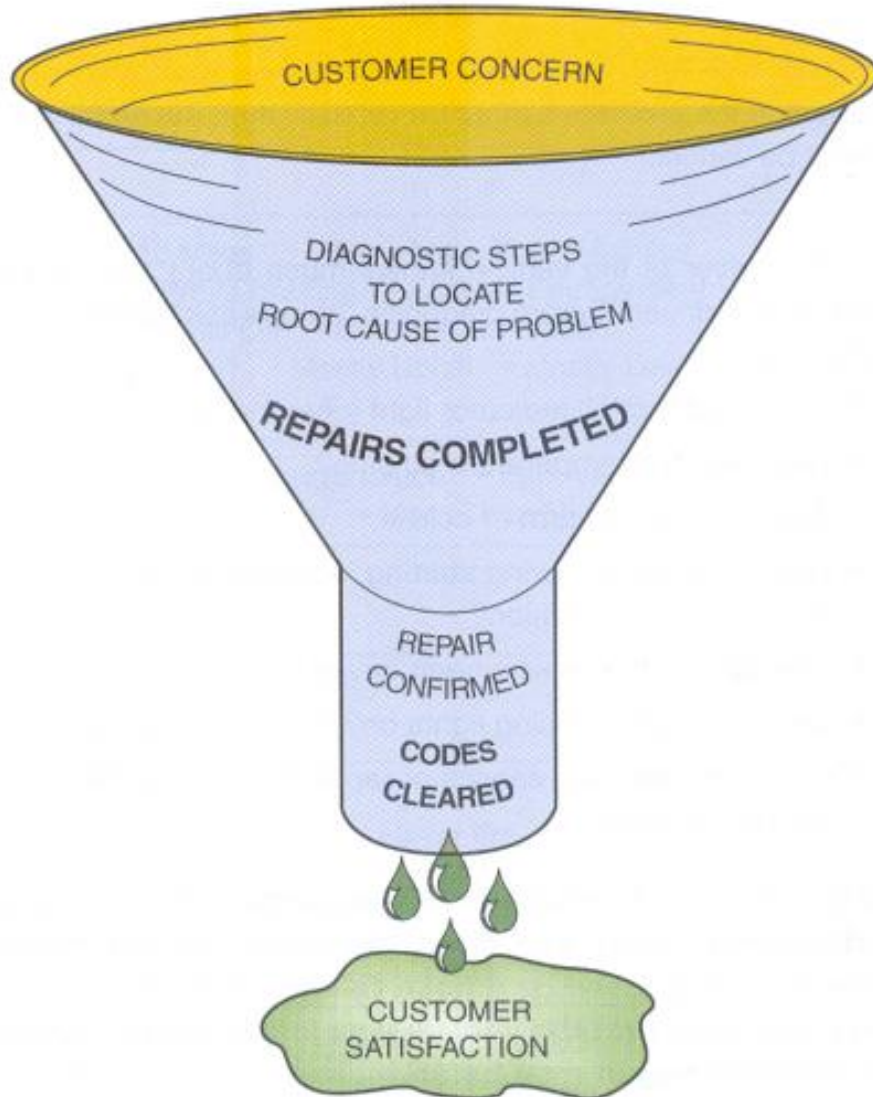 CUSTOMER CONCERN
DIAGNOSTIC STEPS
TO LOCATE
ROOT CAUSE OF PROBLEM
REPAIRS COMPLETED
REPAIR
CONFIRMED
CODES
CLEARED
CUSTOMER
SATISFACTION